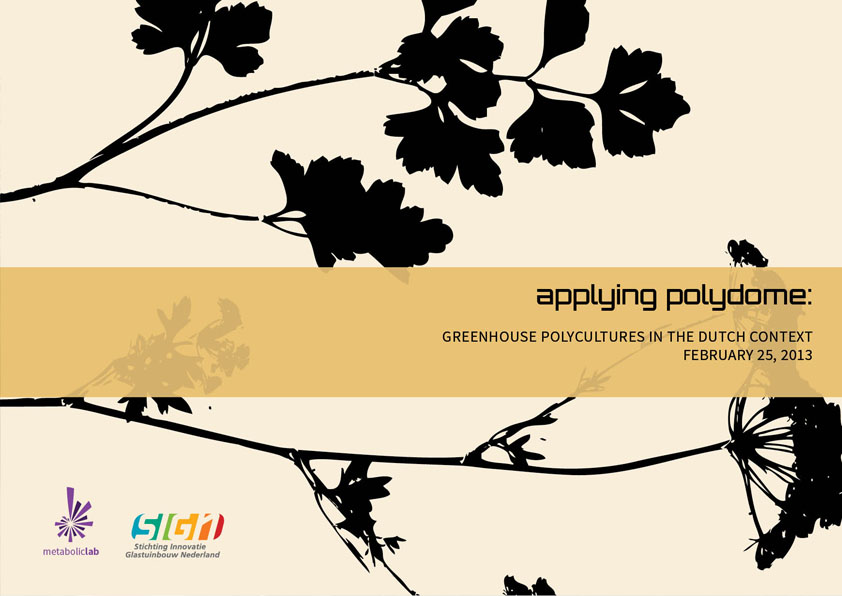 applying polydome:
GREENHOUSE POLYCULTURES IN THE DUTCH CONTEXT
FEBRUARY 25, 2013
metaboliclab
SIGN
Stichting Innovatie
Glastuinbouw Nederland